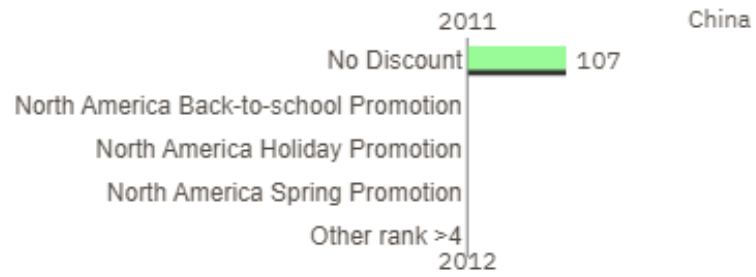 2011
China
No Discount 107
North America Back-to-school Promotion
North America Holiday Promotion
North America Spring Promotion
Other rank >4
2012